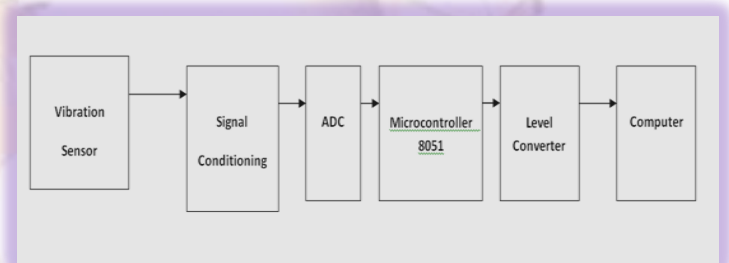 Vibration
Sensor
Signal
Conditioning
ADC
Microcontroller
8051
Level
Converter
Computer